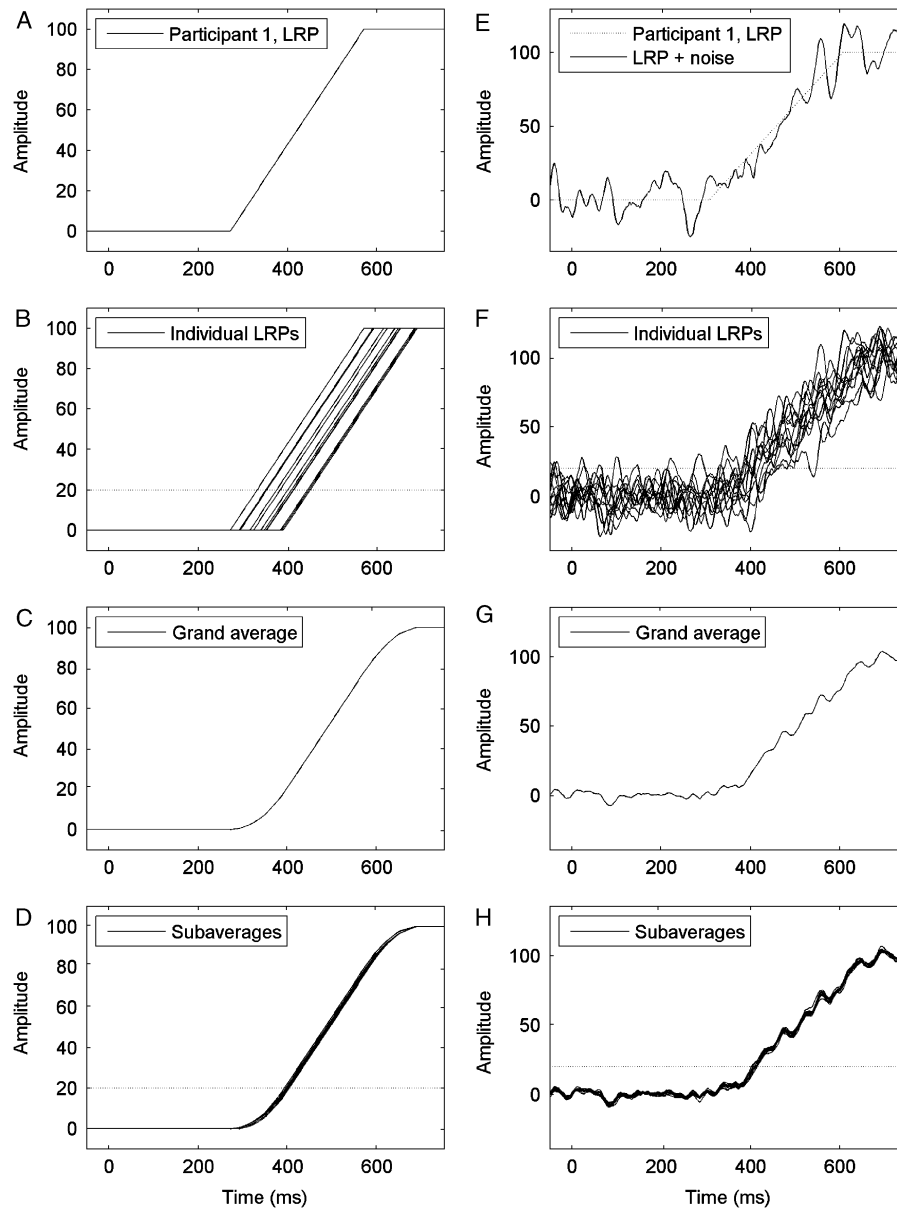 A
Participant 1, LRP
100
80
60
40
20
0
Amplitude
0 200 400 600
B
Individual LRPs
100
80
60
40
20
0
Amplitude
0 200 400 600
C
Grand average
100
80
60
40
20
0
Amplitude
0 200 400 600
D
Subaverages
100
80
60
40
20
0
Amplitude
0 200 400 600
Time (ms)
E
Participant 1, LRP
LRP + noise
100
50
0
Amplitude
0 200 400 600
F
Individual LRPs
100
50
0
Amplitude
0 200 400 600
G
Grand average
100
50
0
Amplitude
0 200 400 600
H
Subaverages
100
50
0
Amplitude
0 200 400 600
Time (ms)